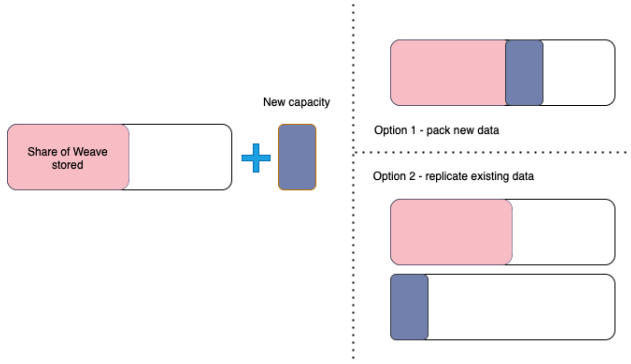 New capacity
Share of Weave
stored
Option 1 - pack new data
Option 2 - replicate existing data